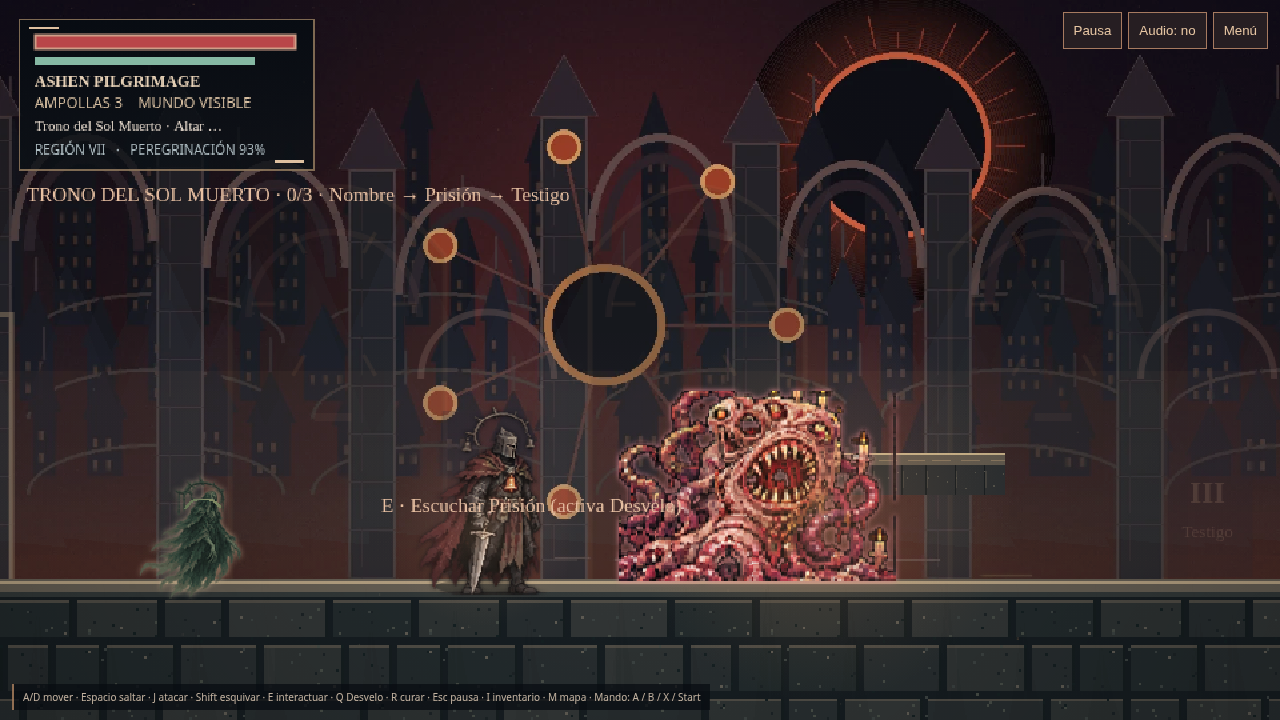 Pausa
Audio: no
Menú
ASHEN PILGRIMAGE
AMPOLLAS 3 MUNDO VISIBLE
Trono del Sol Muerto · Altar …
REGIÓN VII · PEREGRINACIÓN 93%
TRONO DEL SOL MUERTO · 0/3 · Nombre → Prisión → Testigo
III
Testigo
E · Escuchar Prisión (activa Desvelo)
A/D mover · Espacio saltar · J atacar · Shift esquivar · E interactuar · Q Desvelo · R curar · Esc pausa · I inventario · M mapa · Mando: A / B / X / Start